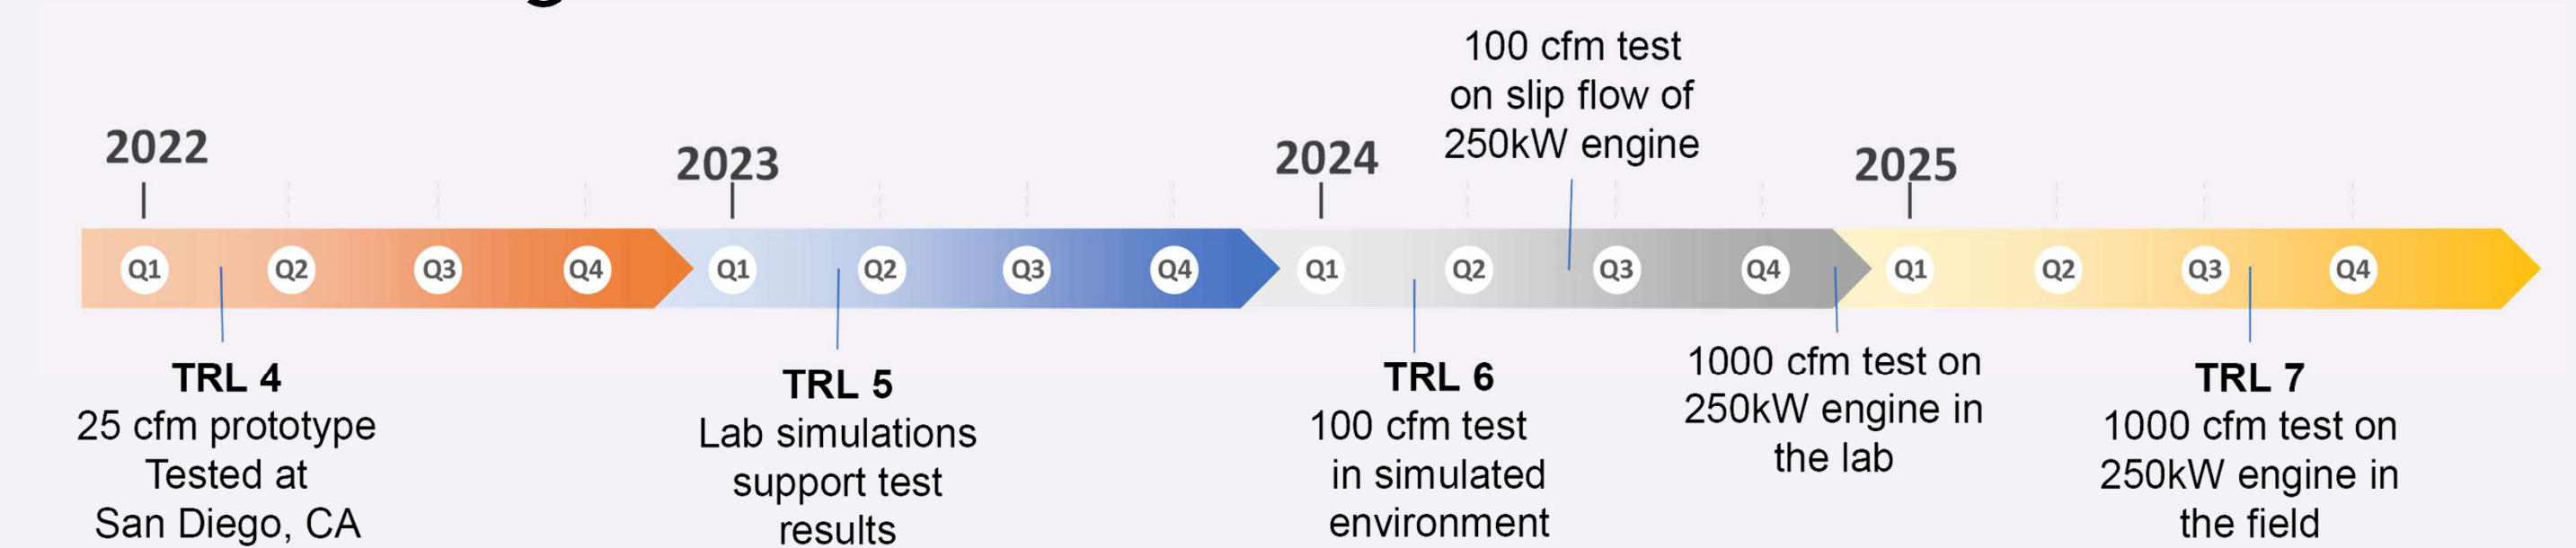 100 cfm test
on slip flow of
250kW engine
2022
2023
2024
2025
Q1 Q2 Q3 Q4 Q1 Q2 Q3 Q4 Q1 Q2 Q3 Q4 Q1 Q2 Q3 Q4
TRL 4
25 cfm prototype
Tested at
San Diego, CA
TRL 5
Lab simulations
support test
results
TRL 6
100 cfm test
in simulated
environment
1000 cfm test on
250kW engine in
the lab
TRL 7
1000 cfm test on
250kW engine in
the field